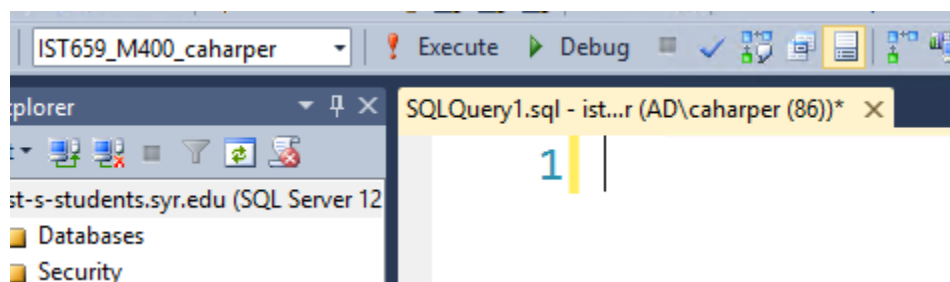 IST659_M400_caharper Execute Debug
plorer SQLQuery1.sql - ist...r (AD\caharper (86))*
1
st-s-students.syr.edu (SQL Server 12
Databases
Security